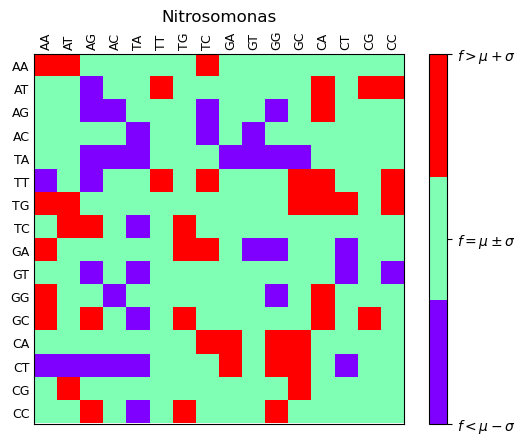 Nitrosomonas
AA AT AG AC TA TT TG TC GA GT GG GC CA CT CG CC
AA
AT
AG
AC
TA
TT
TG
TC
GA
GT
GG
GC
CA
CT
CG
CC
f > μ + σ
f = μ ± σ
f < μ − σ